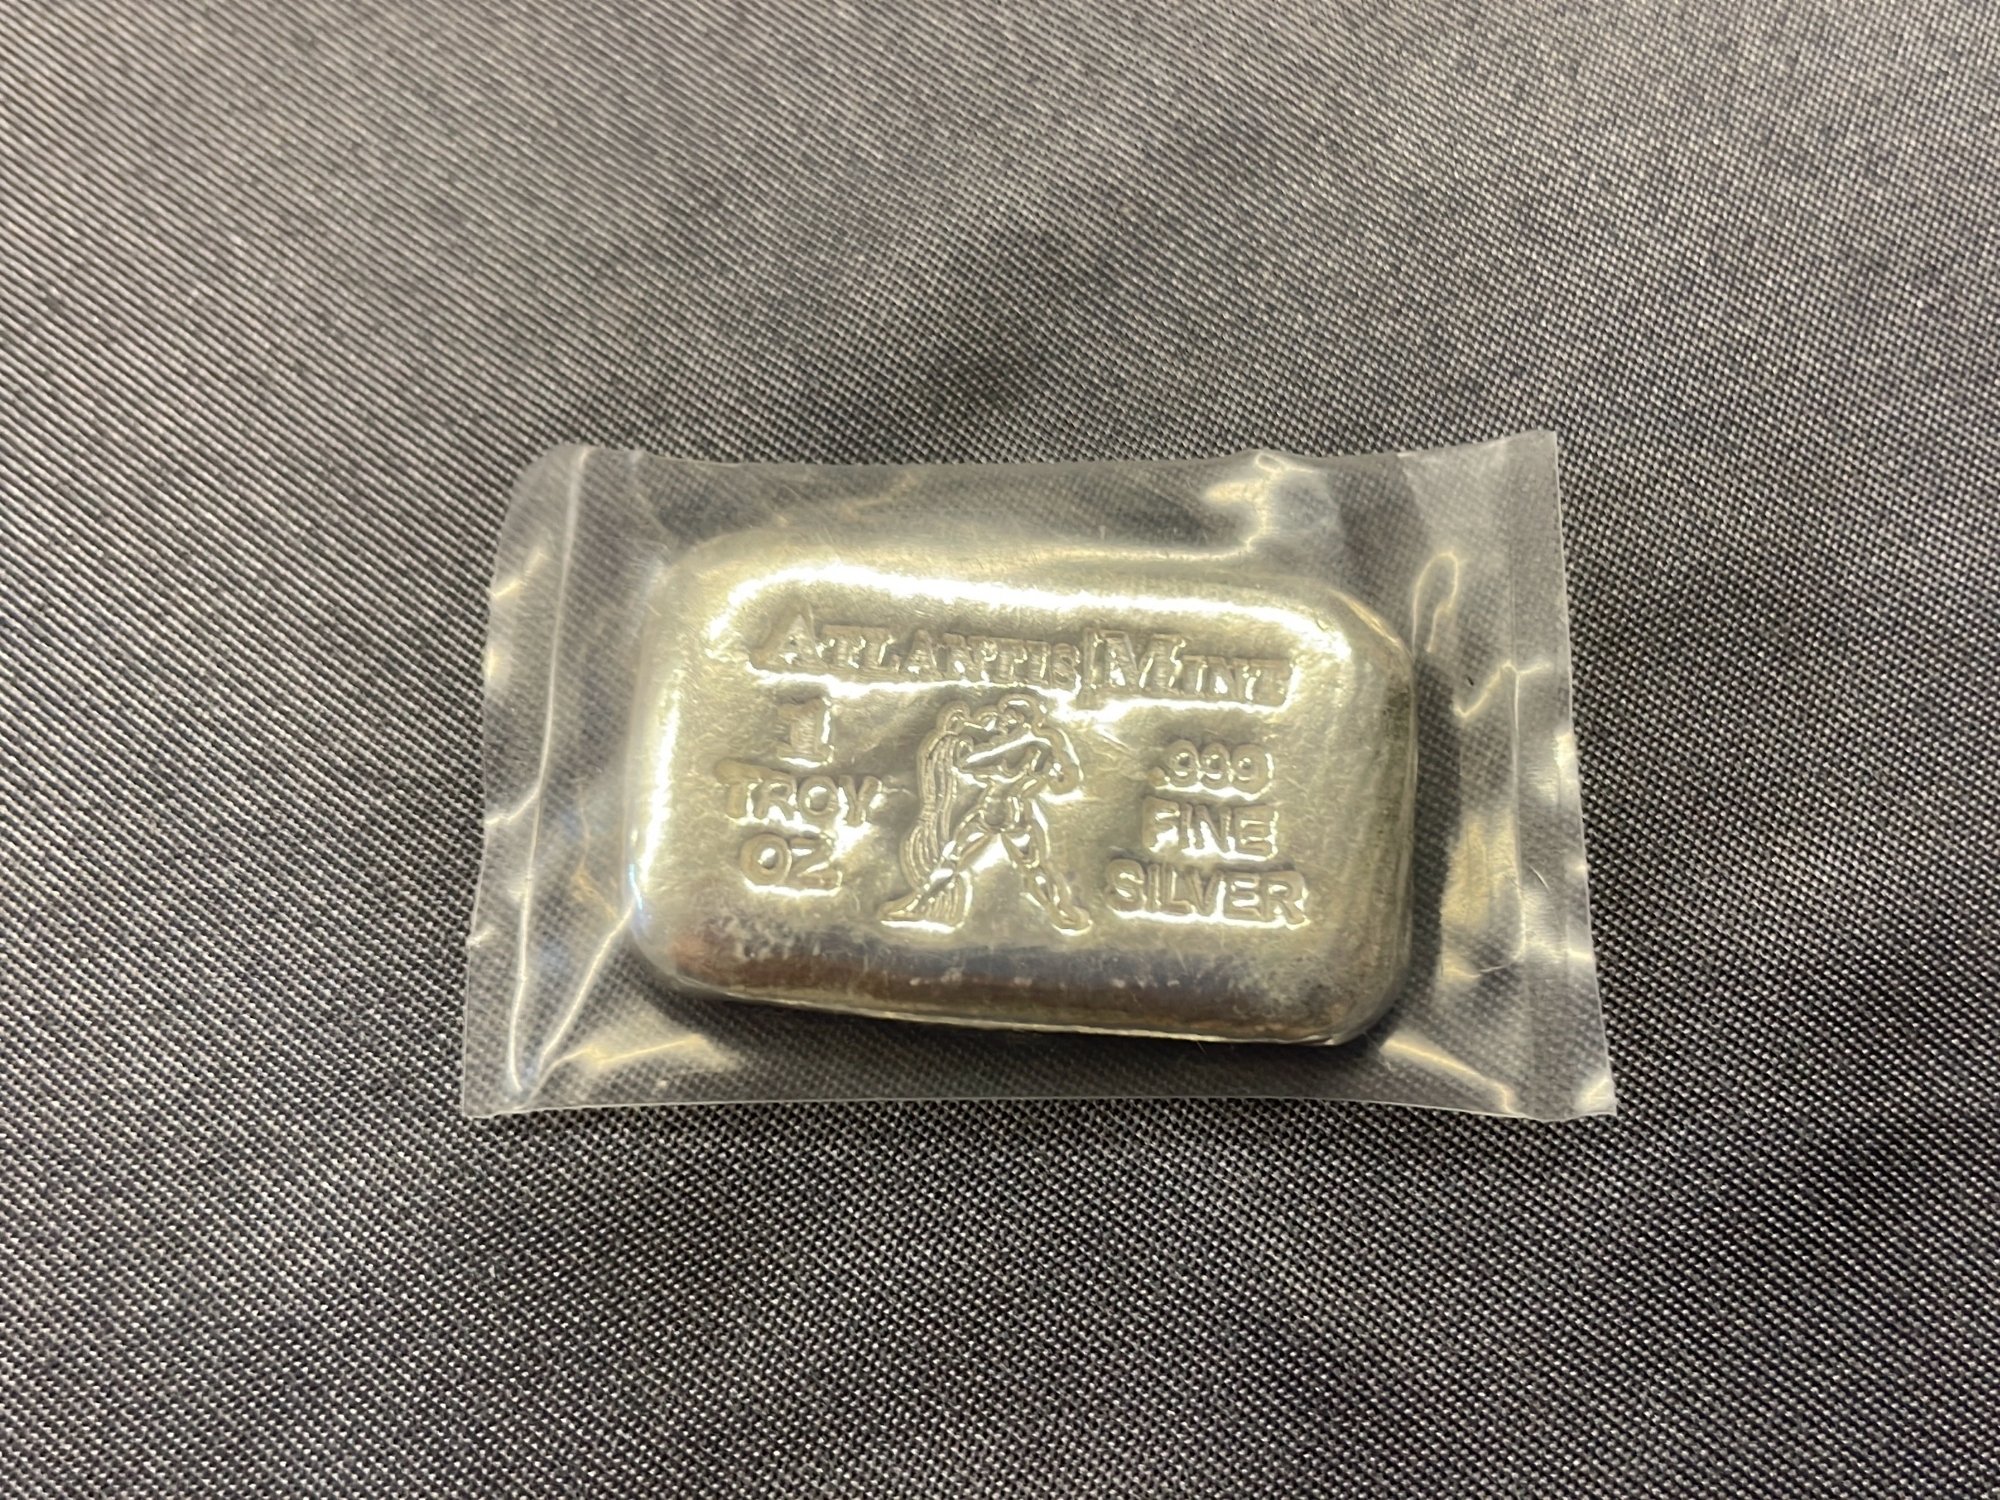 ATLANTIS MINT
1
TROY
OZ
.999
FINE
SILVER